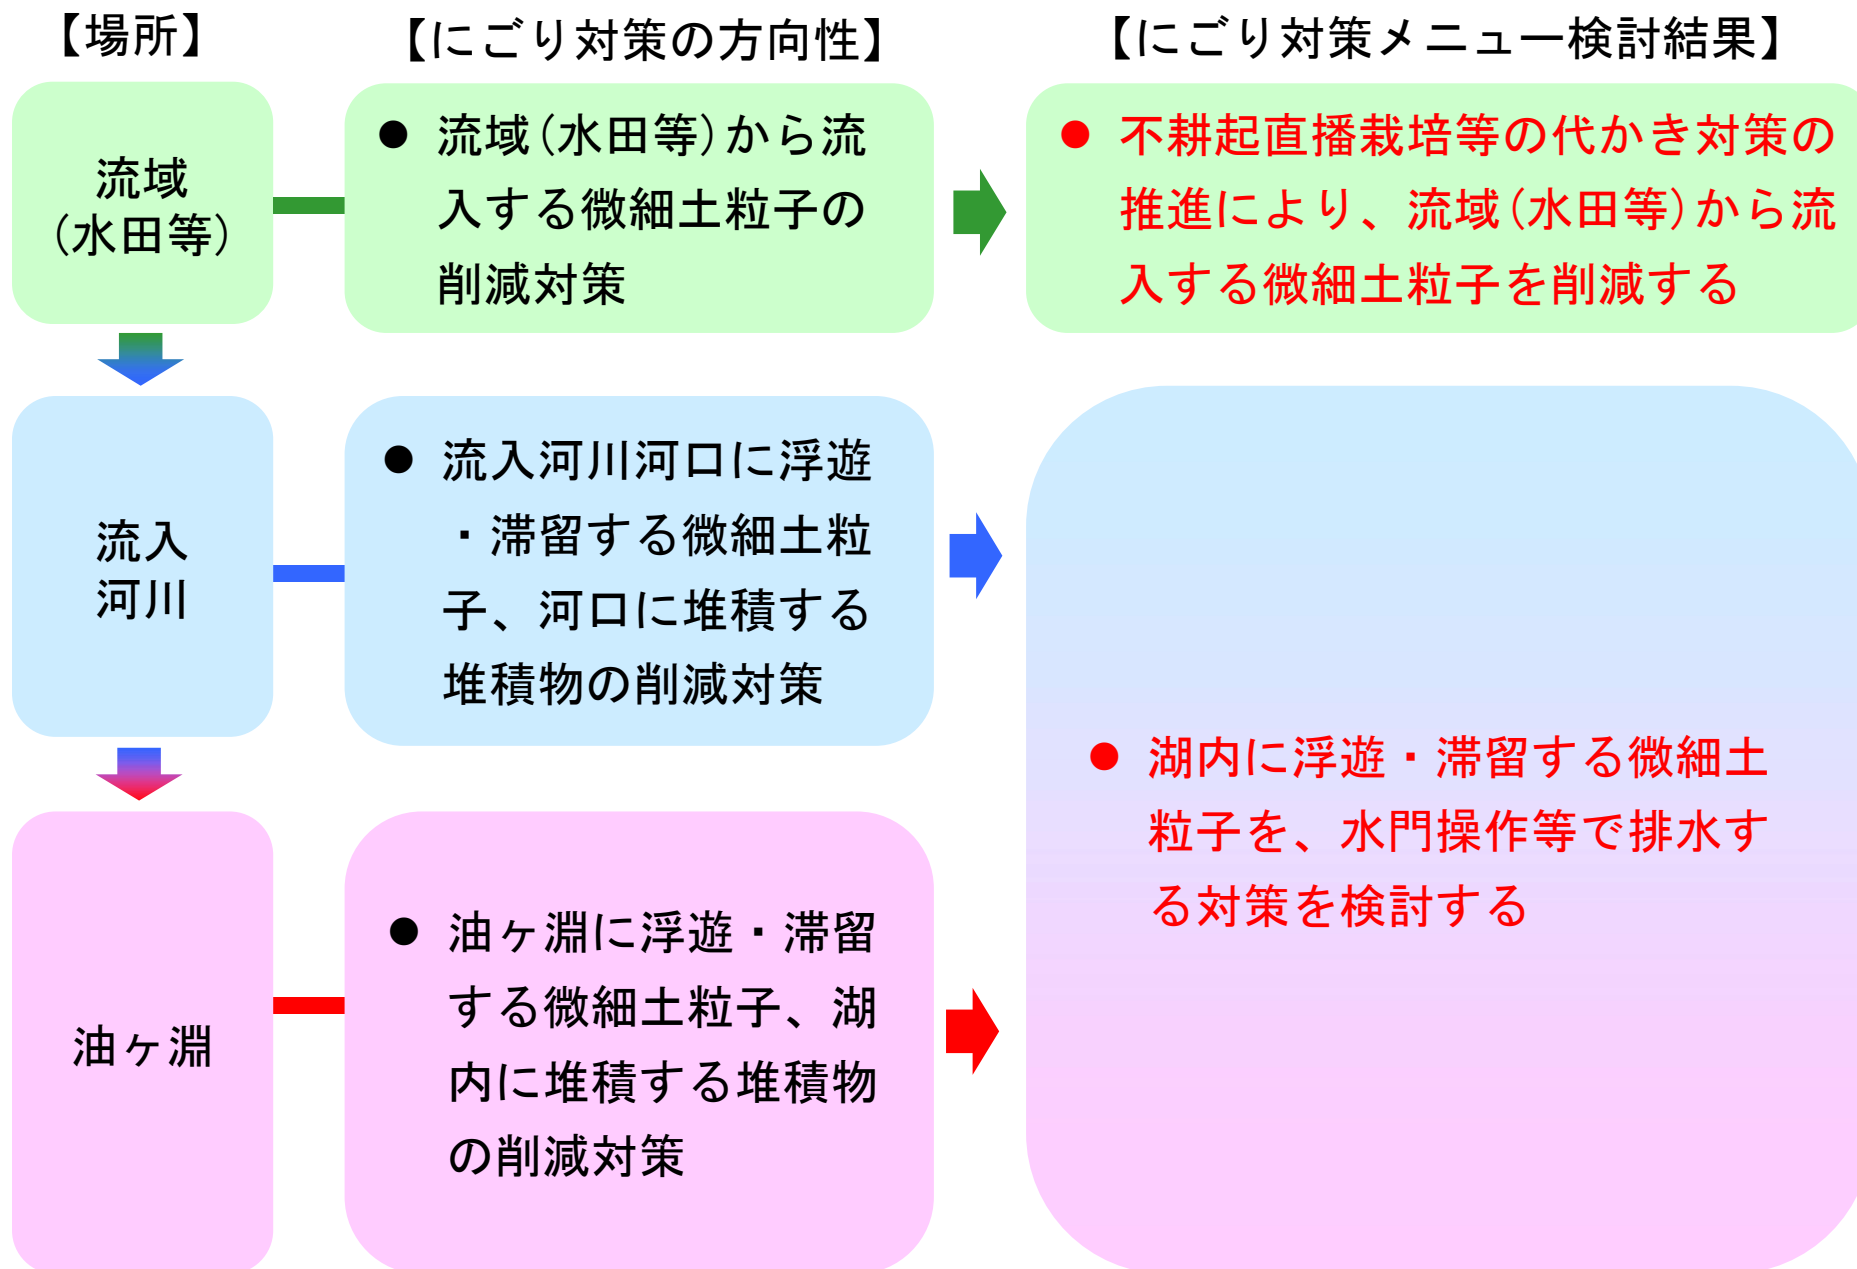 【場所】
【にごり対策の方向性】
【にごり対策メニュー検討結果】
流域
(水田等)
● 流域(水田等)から流
入する微細土粒子の
削減対策
● 不耕起直播栽培等の代かき対策の
推進により、流域(水田等)から流
入する微細土粒子を削減する
流入
河川
● 流入河川河口に浮遊
・滞留する微細土粒
子、河口に堆積する
堆積物の削減対策
油ヶ淵
● 油ヶ淵に浮遊・滞留
する微細土粒子、湖
内に堆積する堆積物
の削減対策
● 湖内に浮遊・滞留する微細土
粒子を、水門操作等で排水す
る対策を検討する